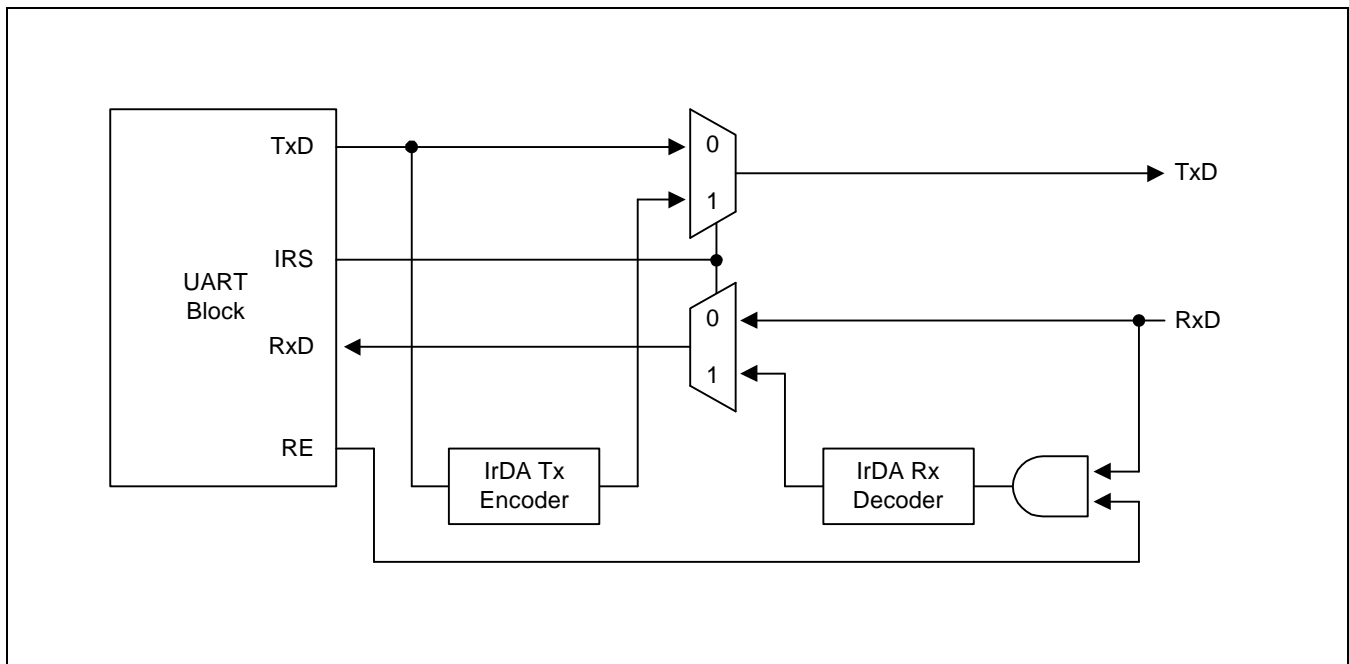 TxD
0
1
TxD
IRS
UART
Block
0
RxD
RxD
1
RE
IrDA Tx
Encoder
IrDA Rx
Decoder